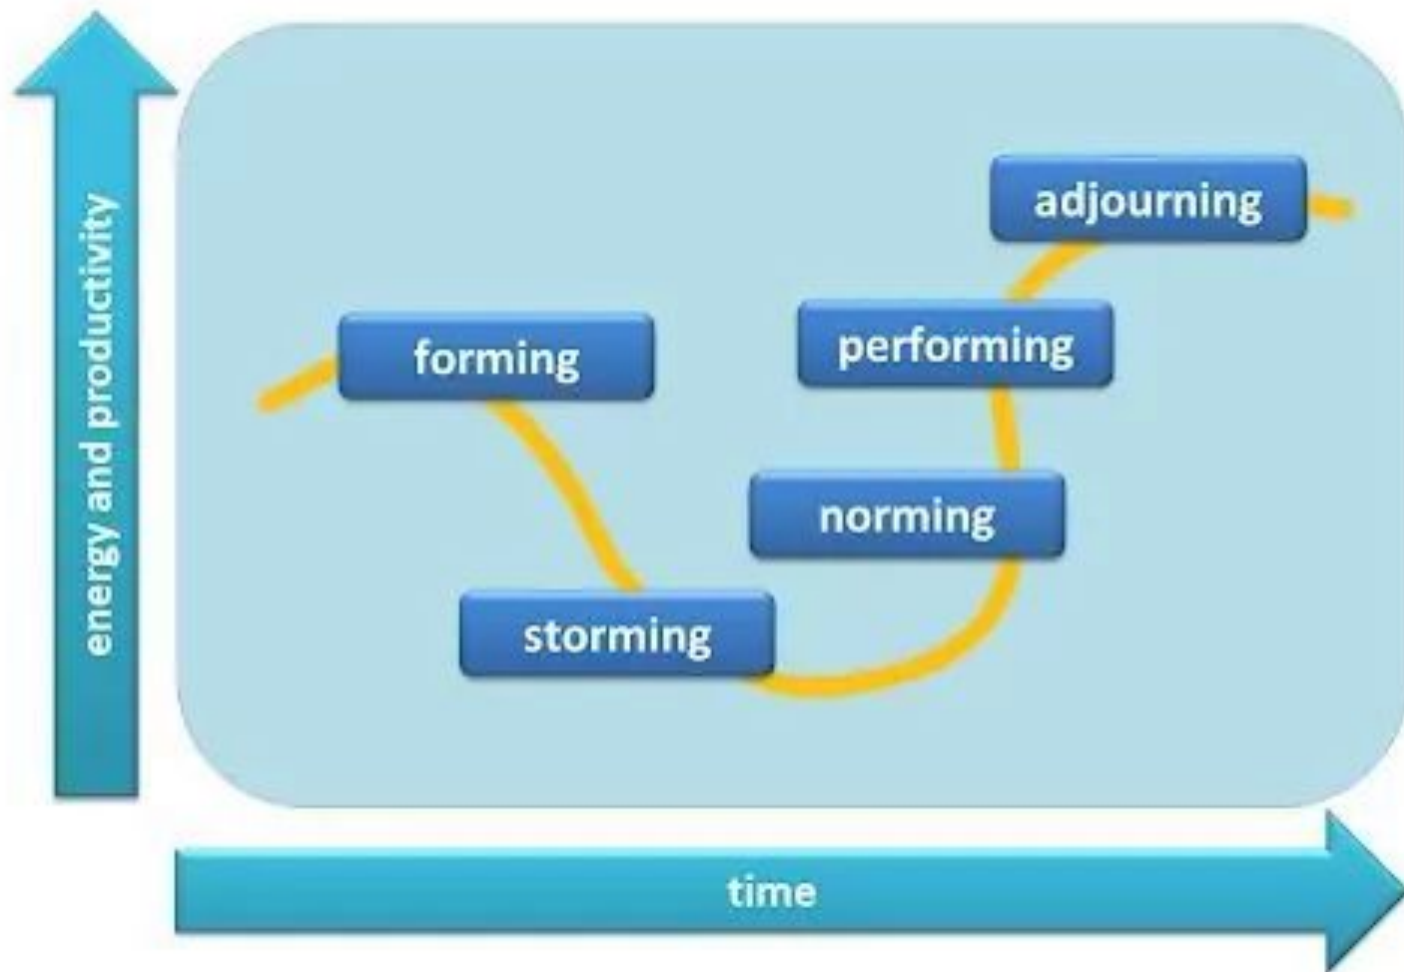 energy and productivity
adjourning
forming
performing
norming
storming
time